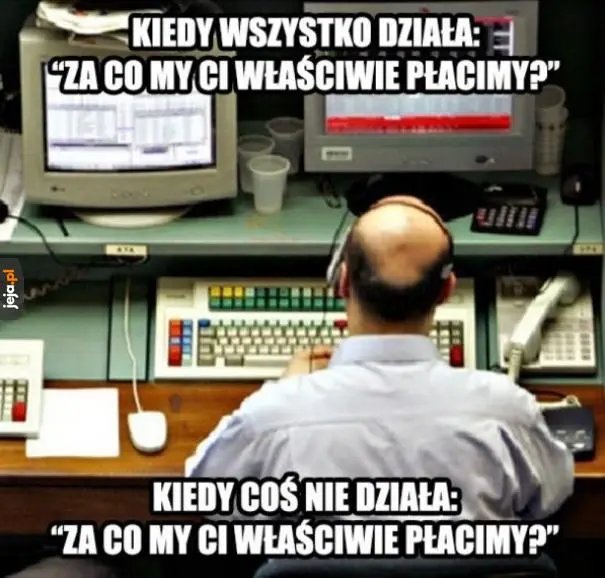 KIEDY WSZYSTKO DZIAŁA:
"ZA CO MY CI WŁAŚCIWIE PŁACIMY?"
jeja.pl
KIEDY COŚ NIE DZIAŁA:
"ZA CO MY CI WŁAŚCIWIE PŁACIMY?"